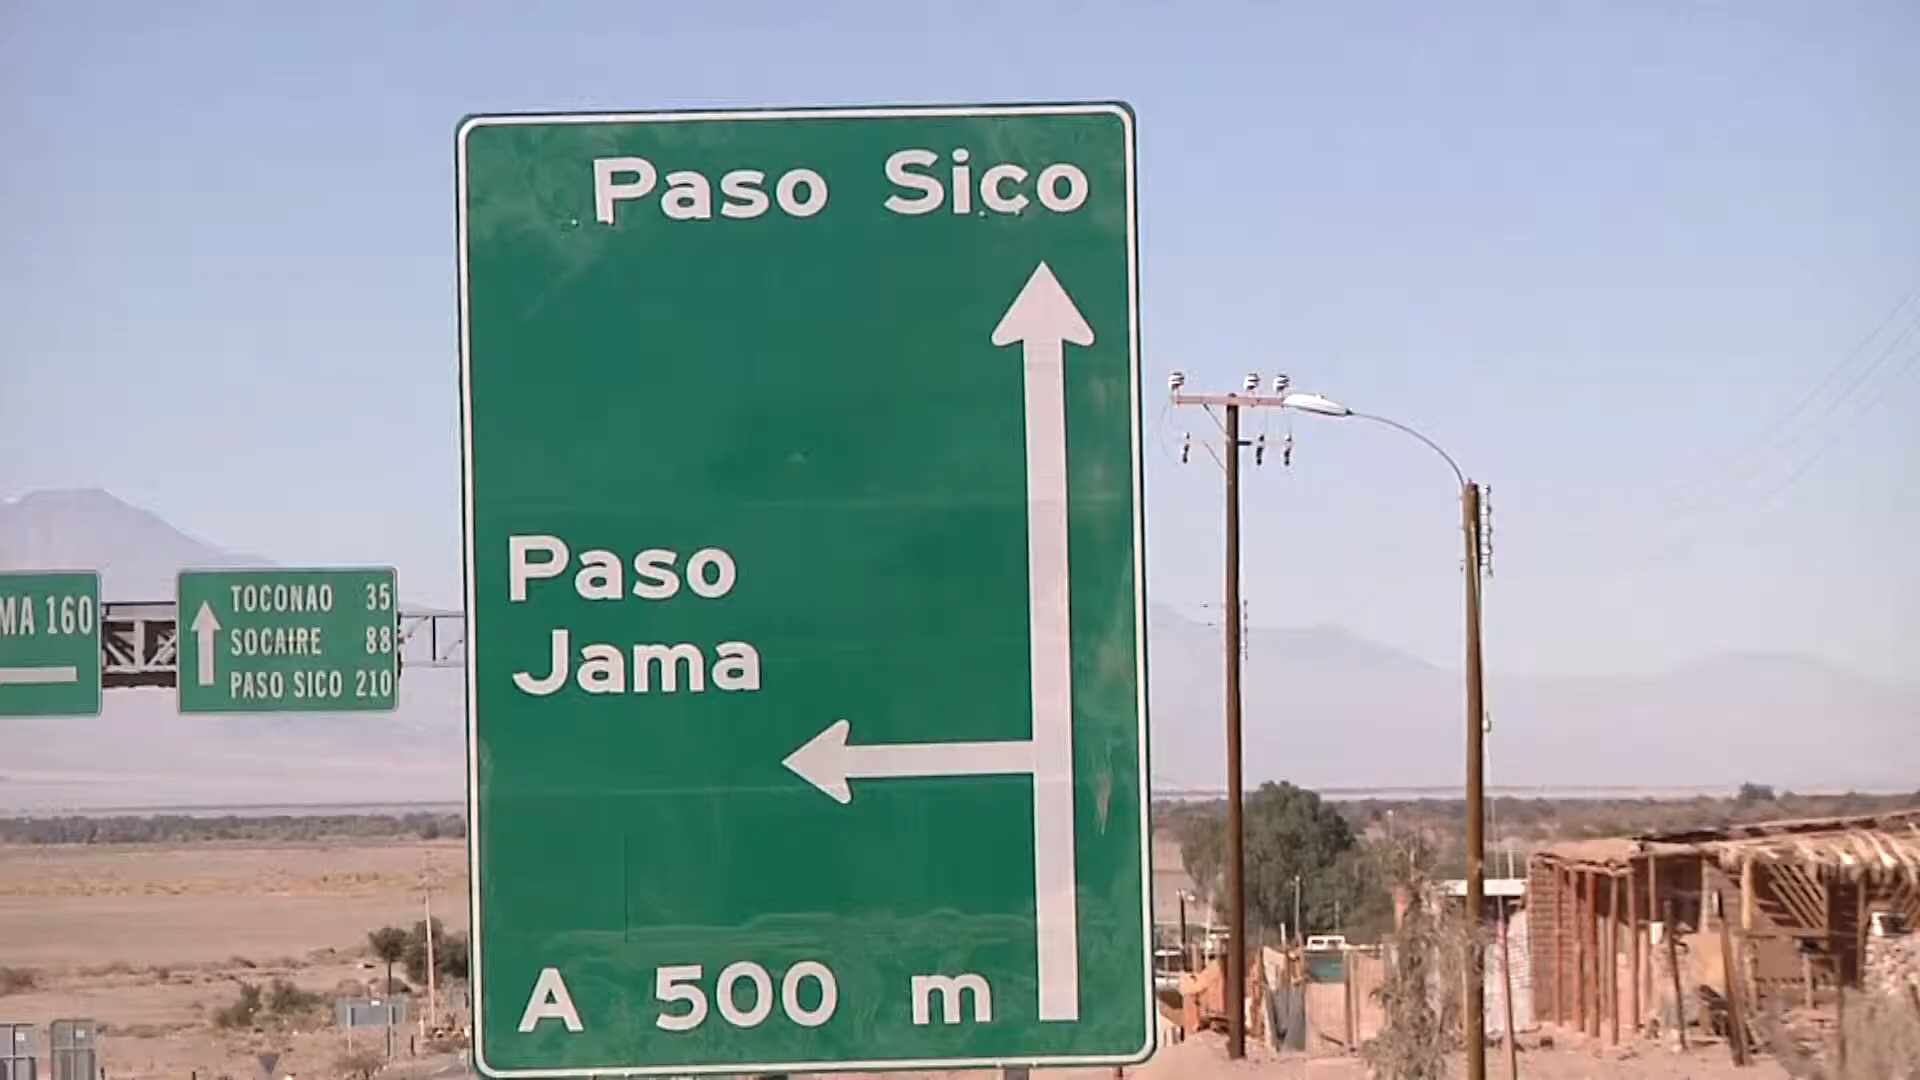 Paso Sico
Paso
Jama
A 500 m
MA 160
TOCONAO 35
SOCAIRE 88
PASO SICO 210